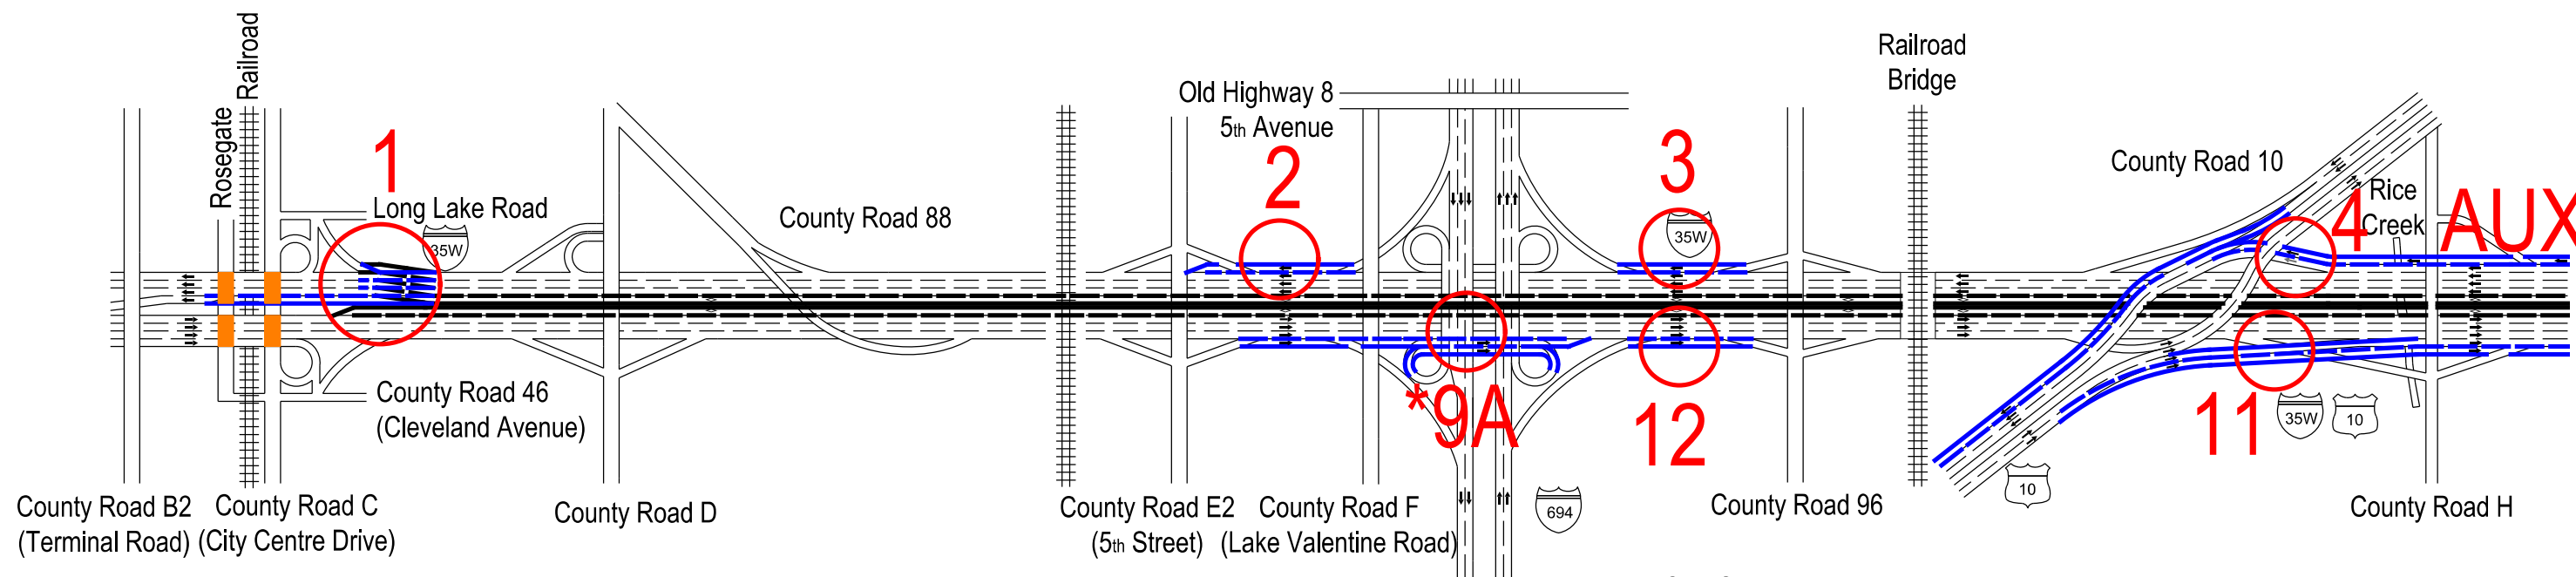 Railroad
Rosegate
1
Long Lake Road
35W
County Road 88
Old Highway 8
5th Avenue
2
3
35W
Railroad
Bridge
County Road 10
4
Rice
Creek
AUX
County Road 46
(Cleveland Avenue)
*9A
12
11
35W
10
10
694
County Road B2
(Terminal Road)
County Road C
(City Centre Drive)
County Road D
County Road E2
(5th Street)
County Road F
(Lake Valentine Road)
County Road 96
County Road H